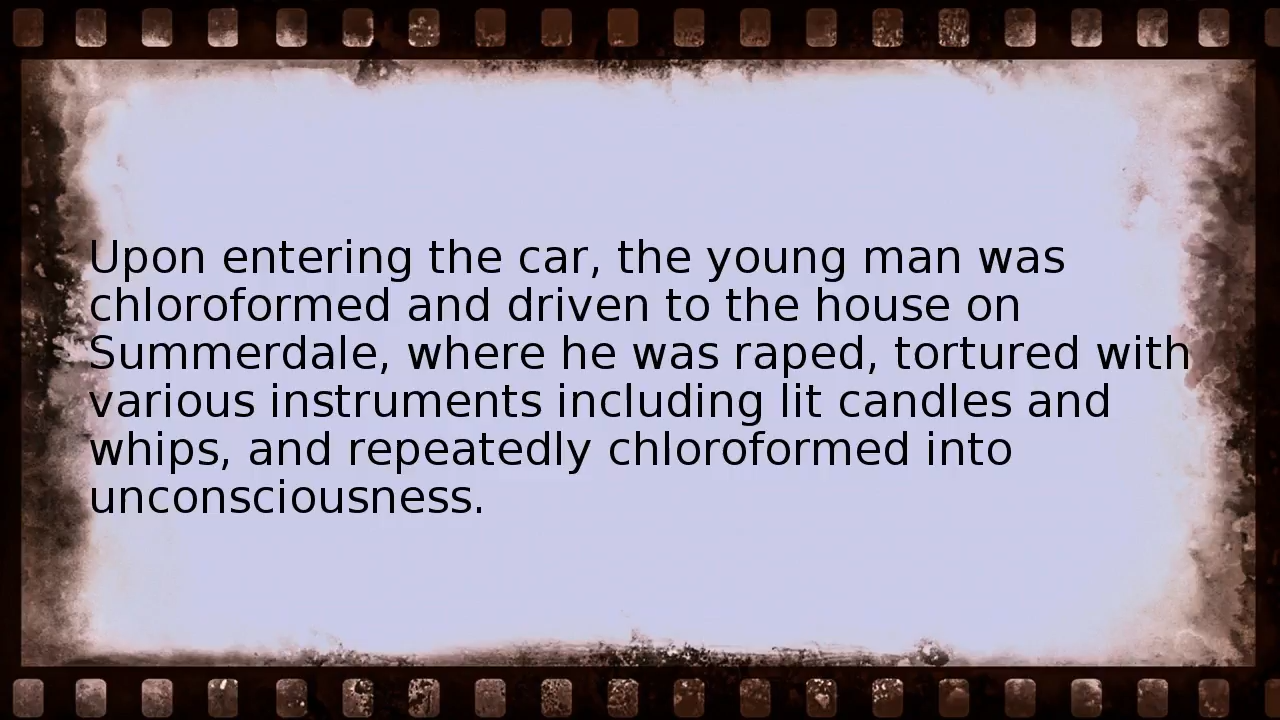 Upon entering the car, the young man was
chloroformed and driven to the house on
Summerdale, where he was raped, tortured with
various instruments including lit candles and
whips, and repeatedly chloroformed into
unconsciousness.